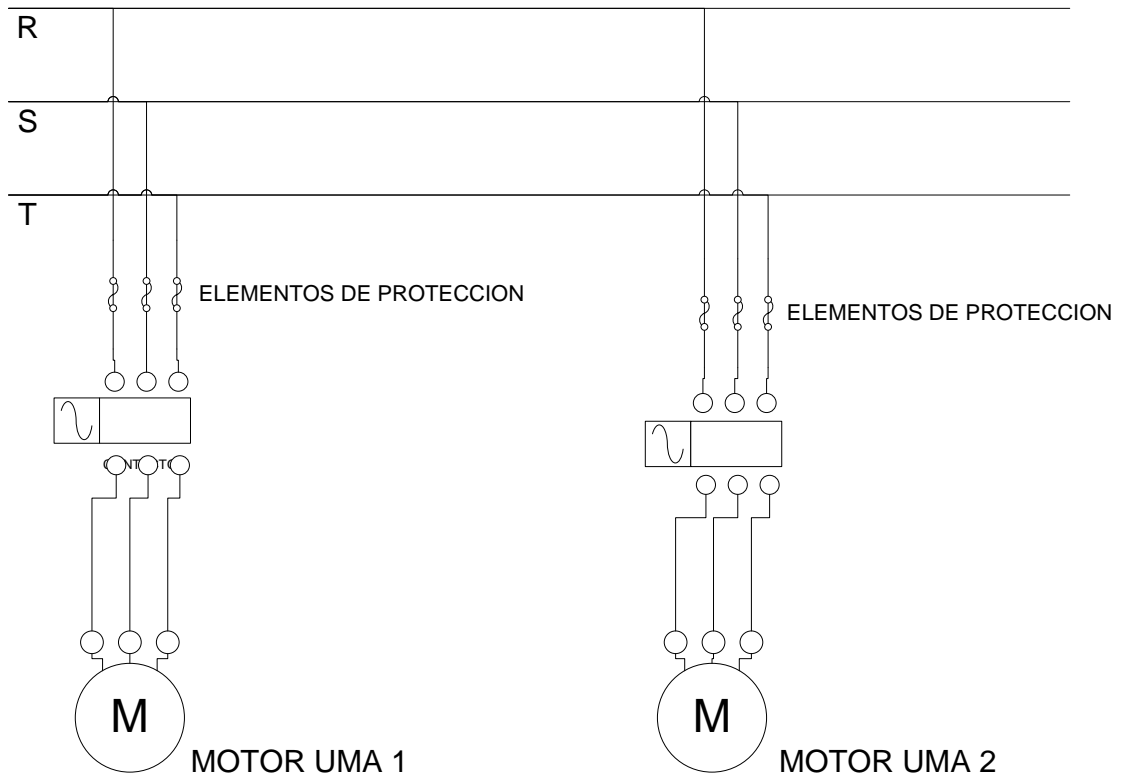 R
S
T
ELEMENTOS DE PROTECCION
ELEMENTOS DE PROTECCION
M
M
MOTOR UMA 1
MOTOR UMA 2